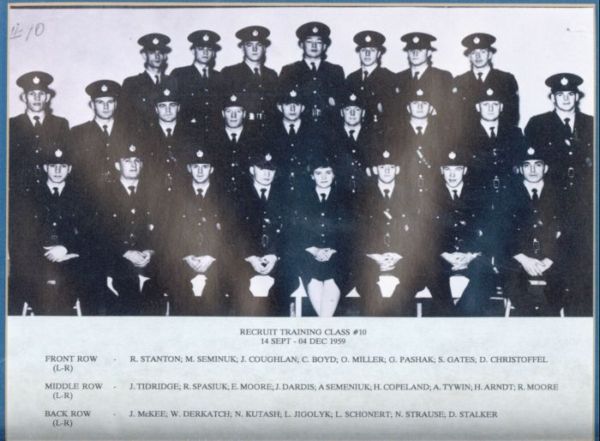 RECRUIT TRAINING CLASS #10
14 SEPT - 04 DEC 1959
FRONT ROW - R. STANTON; M. SEMINUK; J. COUGHLAN; C. BOYD; O. MILLER; G. PASHAK; S. GATES; D. CHRISTOFFEL
(L-R)
MIDDLE ROW - J. TIDRIDGE; R. SPASIUK; E. MOORE; J. DARDIS; A SEMENIUK; H. COPELAND; A. TYWIN; H. ARNDT; R. MOORE
(L-R)
BACK ROW - J. McKEE; W. DERKATCH; N. KUTASH; L. JIGOLYK; L. SCHONERT; N. STRAUSE; D. STALKER
(L-R)